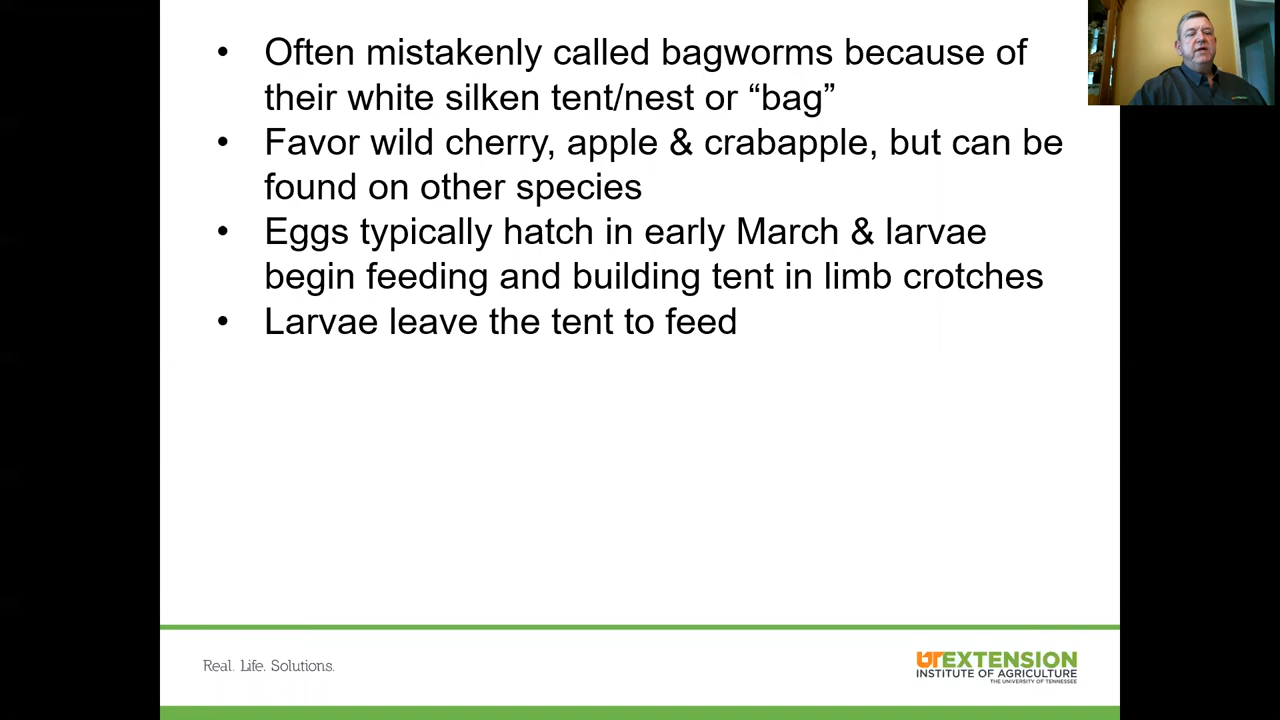 • Often mistakenly called bagworms because of
their white silken tent/nest or “bag”
• Favor wild cherry, apple & crabapple, but can be
found on other species
• Eggs typically hatch in early March & larvae
begin feeding and building tent in limb crotches
• Larvae leave the tent to feed
Real. Life. Solutions.
UT EXTENSION
INSTITUTE OF AGRICULTURE
THE UNIVERSITY OF TENNESSEE